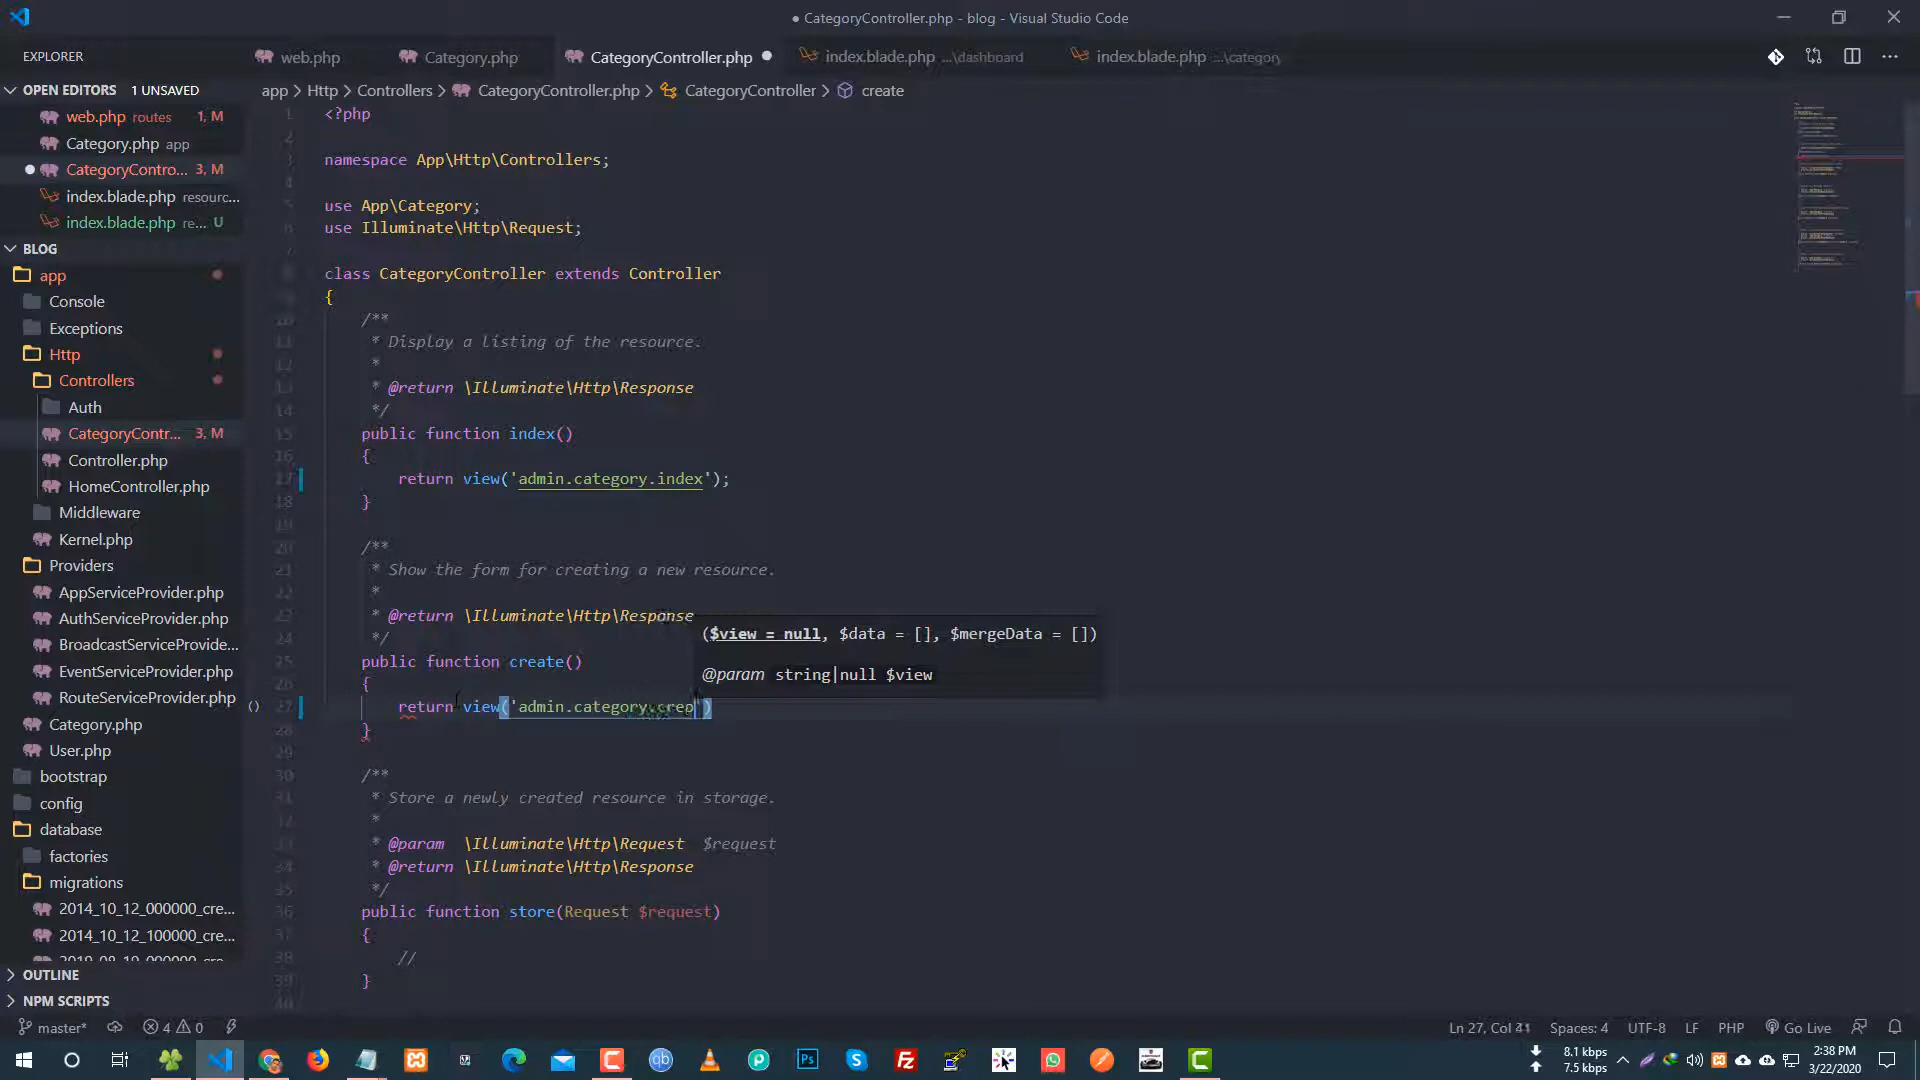 ● CategoryController.php - blog - Visual Studio Code
EXPLORER
web.php
Category.php
CategoryController.php ●
index.blade.php ...\dashboard
index.blade.php ...\category
OPEN EDITORS 1 UNSAVED
web.php routes 1, M
Category.php app
● CategoryContro... 3, M
index.blade.php resourc...
index.blade.php re... U
BLOG
app
Console
Exceptions
Http
Controllers
Auth
CategoryContr... 3, M
Controller.php
HomeController.php
Middleware
Kernel.php
Providers
AppServiceProvider.php
AuthServiceProvider.php
BroadcastServiceProvide...
EventServiceProvider.php
RouteServiceProvider.php
Category.php
User.php
bootstrap
config
database
factories
migrations
2014_10_12_000000_cre...
2014_10_12_100000_cre...
OUTLINE
NPM SCRIPTS
app > Http > Controllers > CategoryController.php > CategoryController > create
<?php
namespace App\Http\Controllers;
use App\Category;
use Illuminate\Http\Request;
class CategoryController extends Controller
{
/**
* Display a listing of the resource.
*
* @return \Illuminate\Http\Response
*/
public function index()
{
return view('admin.category.index');
}
/**
* Show the form for creating a new resource.
*
* @return \Illuminate\Http\Response
*/
public function create()
{
return view('admin.category
}
($view = null, $data = [], $mergeData = [])
@param string|null $view
/**
* Store a newly created resource in storage.
*
* @param \Illuminate\Http\Request $request
* @return \Illuminate\Http\Response
*/
public function store(Request $request)
{
//
}
master* 4 0
Ln 27, Col Spaces: 4 UTF-8 LF PHP Go Live
8.1 kbps
7.5 kbps
2:38 PM
3/22/2020